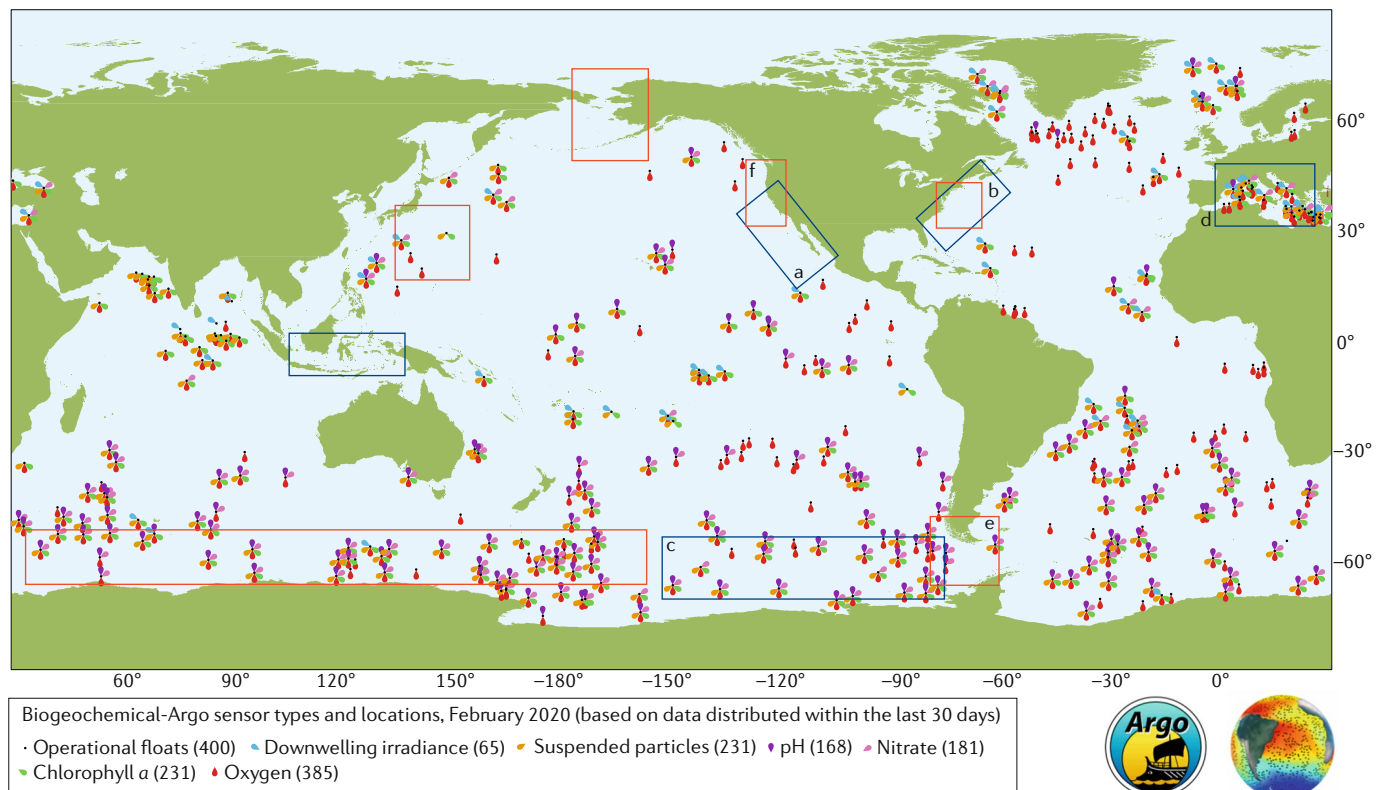 f
b
60°
d
30°
a
0°
−30°
c
e
−60°
60° 90° 120° 150° −180° −150° −120° −90° −60° −30° 0°
Biogeochemical-Argo sensor types and locations, February 2020 (based on data distributed within the last 30 days)
Operational floats (400) Downwelling irradiance (65) Suspended particles (231) pH (168) Nitrate (181)
Chlorophyll a (231) Oxygen (385)
Argo